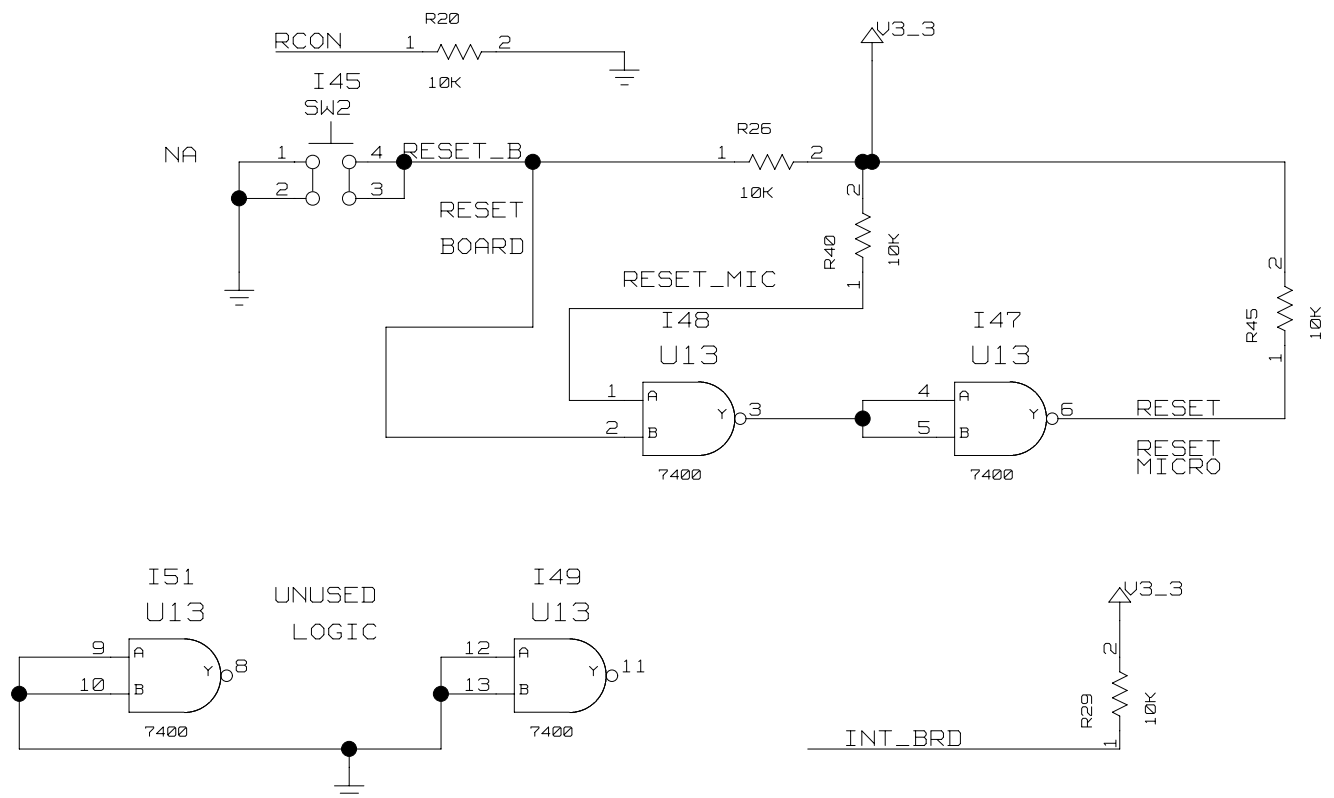 R20
RCON 1 2
10K
V3_3
I45
SW2
R26
NA 1 4 RESET_B 1 2
2 3 10K 2
RESET
BOARD
R40 10K
RESET_MIC 1
2
R45 10K
1
I48 I47
U13 U13
1 A Y 3 4 A Y 6 RESET
2 B 5 B
RESET
MICRO
7400 7400
I51 UNUSED I49
U13 LOGIC U13
V3_3
9 A Y 8 12 A Y 11
10 B 13 B
7400 7400
2
R29 10K
1
INT_BRD